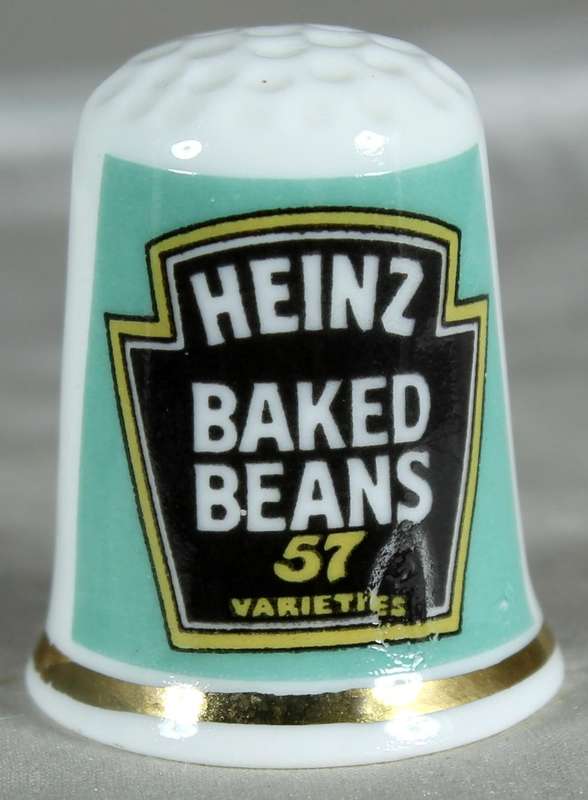 HEINZ
BAKED
BEANS
57
VARIETIES